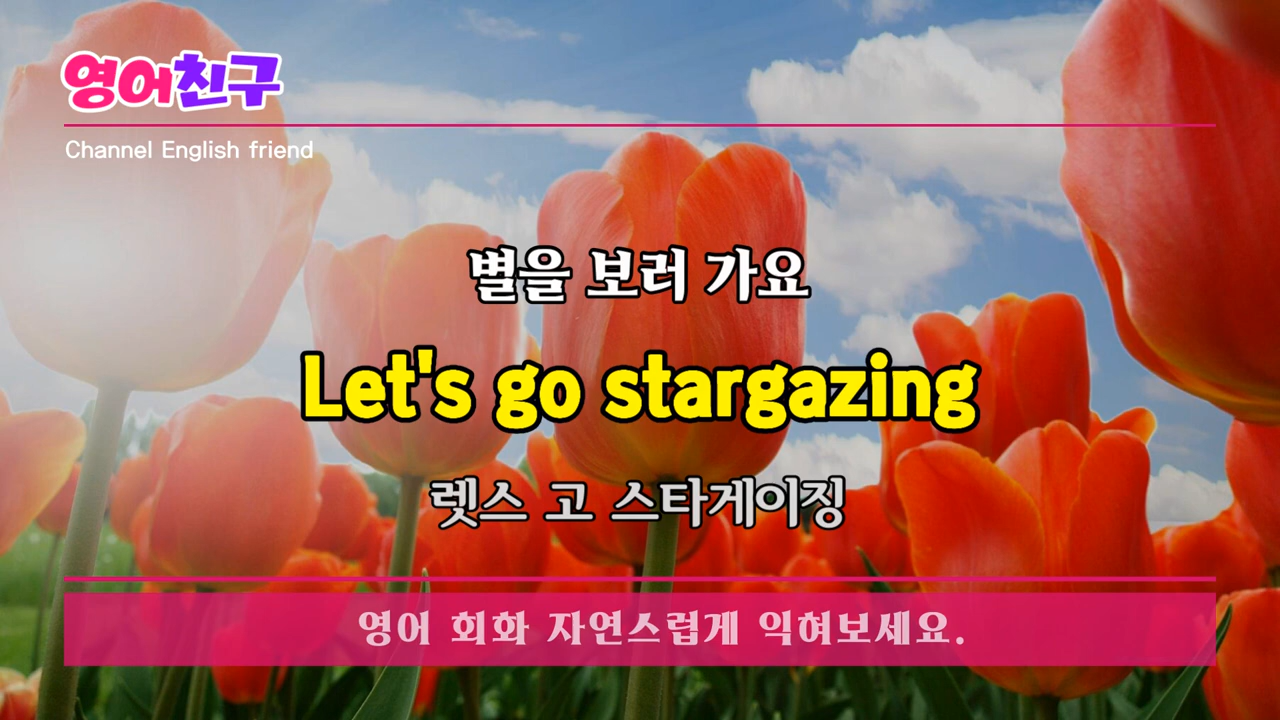 영어친구
Channel English friend
별을 보러 가요
Let's go stargazing
렛스 고 스타게이징
영어 회화 자연스럽게 익혀보세요.